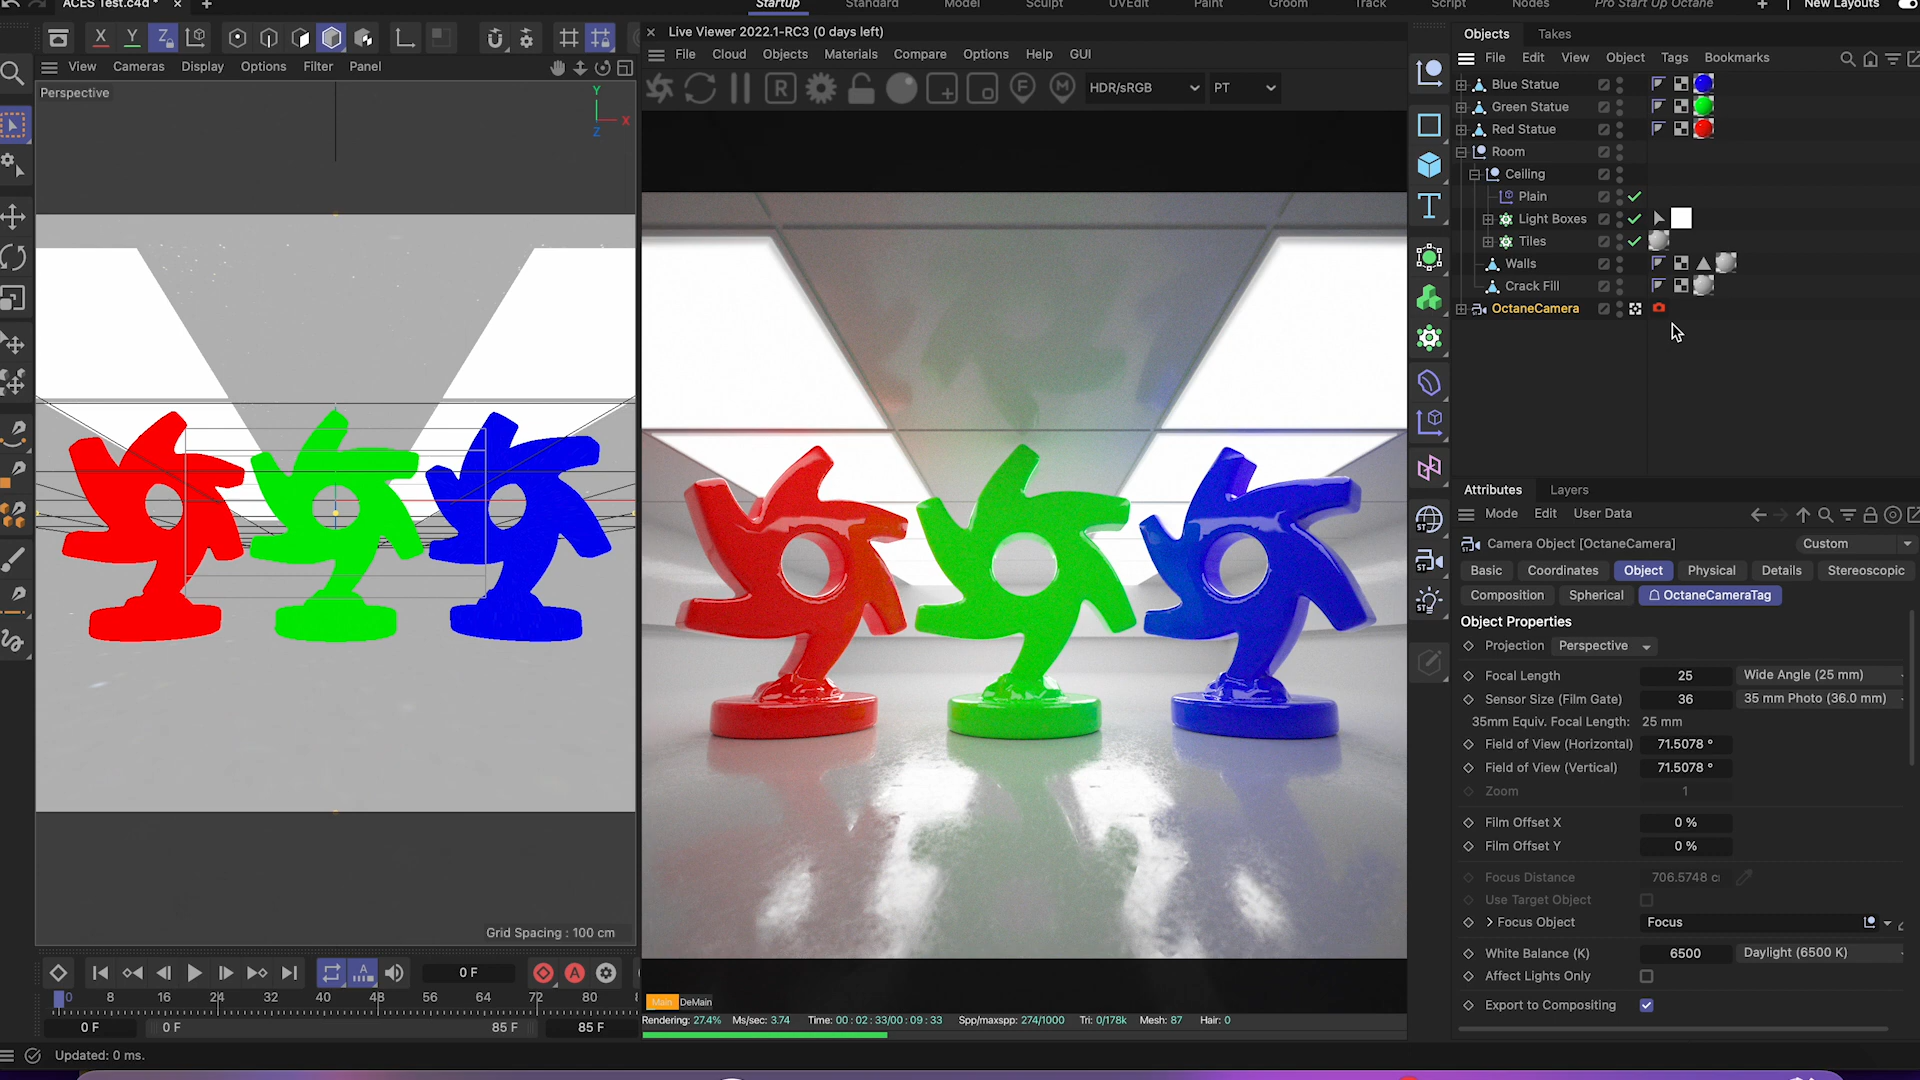 ACES Test.c4d *
Startup Standard Model Sculpt UVEdit Paint Groom Track Script Nodes Pro Start Up Octane New Layouts
X Y Z
View Cameras Display Options Filter Panel
Perspective
Y
X
Z
Grid Spacing : 100 cm
0 F
0 8 16 24 32 40 48 56 64 72 80 8
0 F 0 F 85 F 85 F
Updated: 0 ms.
Live Viewer 2022.1-RC3 (0 days left)
File Cloud Objects Materials Compare Options Help GUI
R F M HDR/sRGB PT
Main DeMain
Rendering: 27.4% Ms/sec: 3.74 Time: 00 : 02 : 33/00 : 09 : 33 Spp/maxspp: 274/1000 Tri: 0/178k Mesh: 87 Hair: 0
ST
ST
ST
Objects Takes
File Edit View Object Tags Bookmarks
Blue Statue
Green Statue
Red Statue
Room
Ceiling
Plain
Light Boxes
Tiles
Walls
Crack Fill
OctaneCamera
Attributes Layers
Mode Edit User Data
Camera Object [OctaneCamera] Custom
Basic Coordinates Object Physical Details Stereoscopic
Composition Spherical OctaneCameraTag
Object Properties
Projection Perspective
Focal Length 25 Wide Angle (25 mm)
Sensor Size (Film Gate) 36 35 mm Photo (36.0 mm)
35mm Equiv. Focal Length: 25 mm
Field of View (Horizontal) 71.5078 °
Field of View (Vertical) 71.5078 °
Zoom 1
Film Offset X 0 %
Film Offset Y 0 %
Focus Distance 706.5748 c
Use Target Object
Focus Object Focus
White Balance (K) 6500 Daylight (6500 K)
Affect Lights Only
Export to Compositing